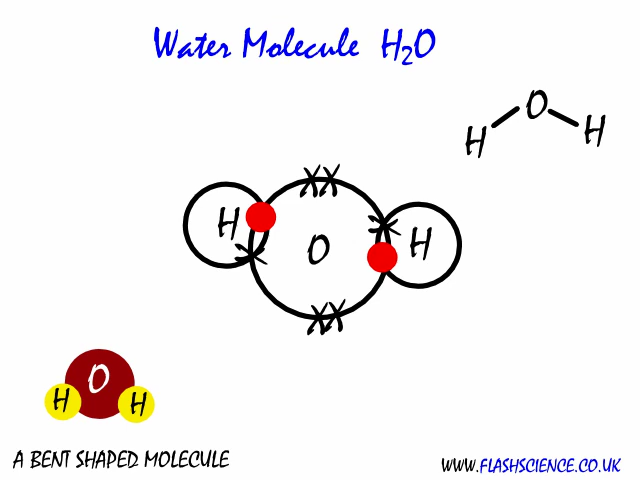 Water Molecule H₂O
O
H H
H O H
O
H H
A BENT SHAPED MOLECULE
WWW.FLASHSCIENCE.CO.UK